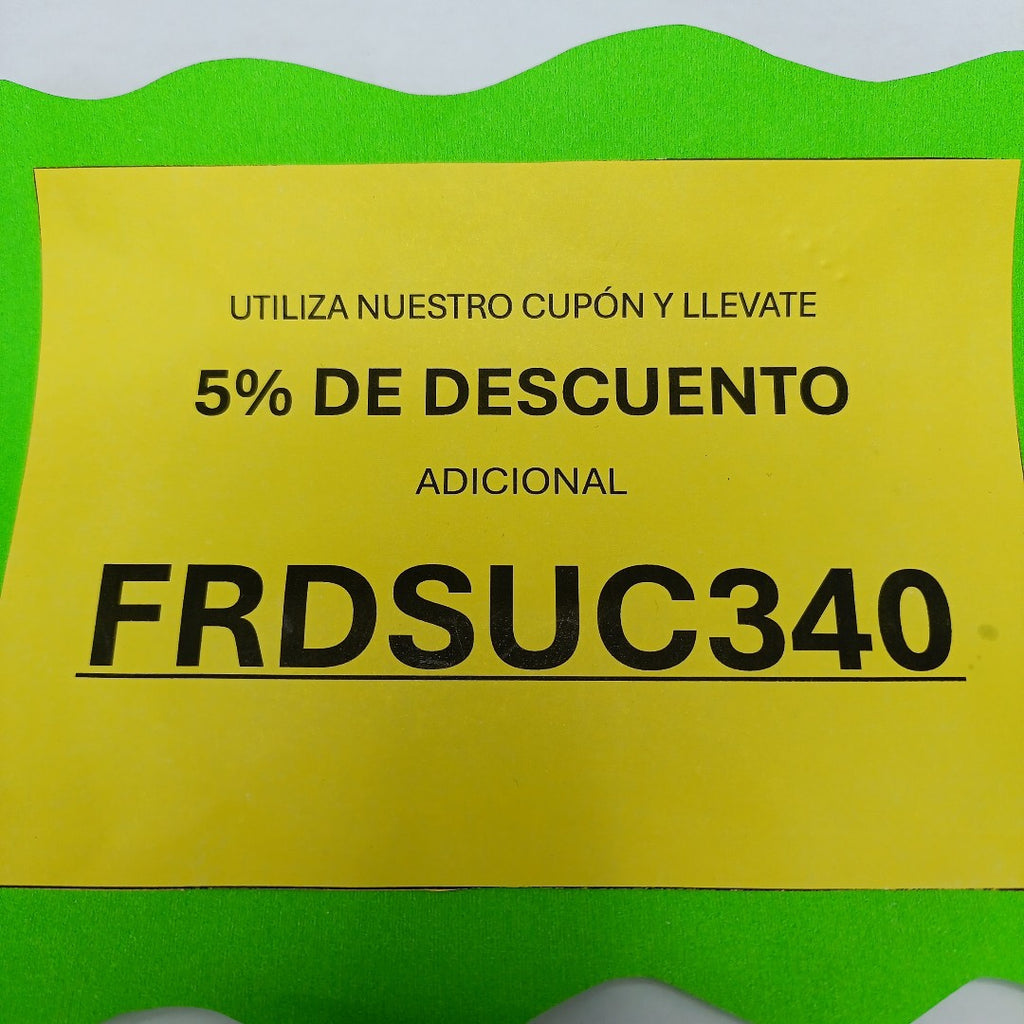 UTILIZA NUESTRO CUPÓN Y LLEVATE
5% DE DESCUENTO
ADICIONAL
FRDSUC340